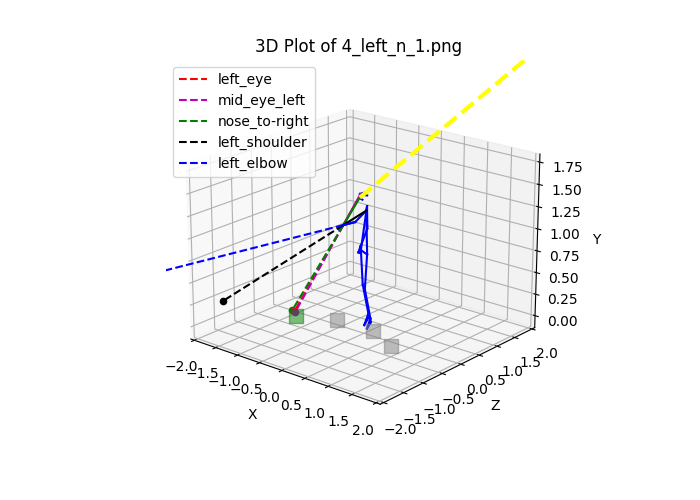 3D Plot of 4_left_n_1.png
left_eye
mid_eye_left
nose_to-right
left_shoulder
left_elbow
1.75
1.50
1.25
1.00
0.75
0.50
0.25
0.00
Y
−2.0
−1.5
−1.0
−0.5
0.0
0.5
1.0
1.5
2.0
X
−2.0
−1.5
−1.0
−0.5
0.0
0.5
1.0
1.5
2.0
Z